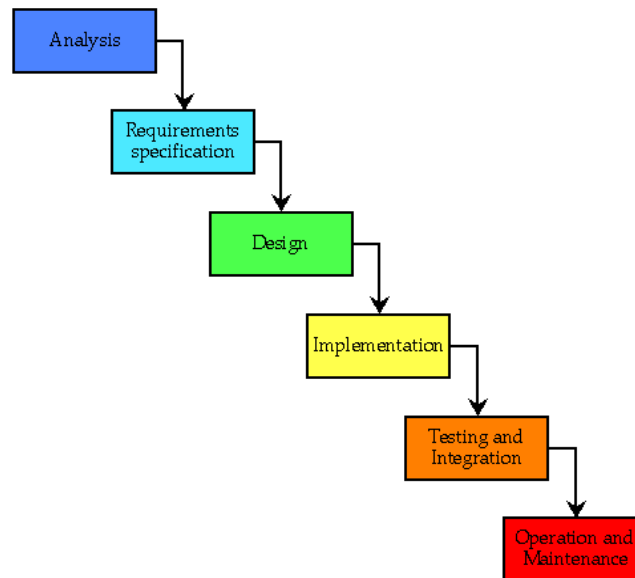 Analysis
Requirements
specification
Design
Implementation
Testing and
Integration
Operation and
Maintenance